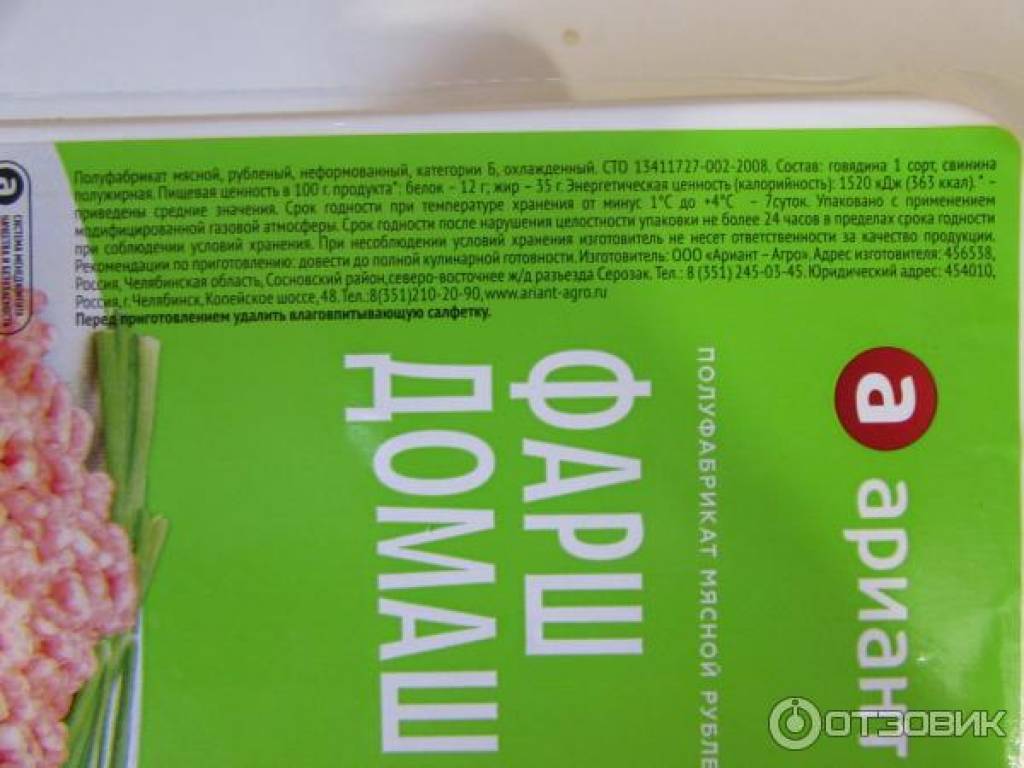 Полуфабрикат мясной, рубленый, неформованный, категории Б, охлажденный. СТО 13411727-002-2008. Состав: говядина 1 сорт, свинина
полужирная. Пищевая ценность в 100 г. продукта*: белок – 12 г; жир – 35 г. Энергетическая ценность (калорийность): 1520 кДж (363 ккал). * –
приведены средние значения. Срок годности при температуре хранения от минус 1°С до +4°С – 7суток. Упаковано с применением
модифицированной газовой атмосферы. Срок годности после нарушения целостности упаковки не более 24 часов в пределах срока годности
при соблюдении условий хранения. При несоблюдении условий хранения изготовитель не несет ответственности за качество продукции.
Рекомендации по приготовлению: довести до полной кулинарной готовности. Изготовитель: ООО «Ариант – Агро». Адрес изготовителя: 456538,
Россия, Челябинская область, Сосновский район,северо-восточнее ж/д разъезда Серозак. Тел.: 8 (351) 245-03-45. Юридический адрес: 454010,
Россия, г. Челябинск, Копейское шоссе, 48. Тел.:8(351)210-20-90, www.ariant-agro.ru
Перед приготовлением удалить влаговпитывающую салфетку.
а
СИСТЕМА МЕНЕДЖМЕНТА
КАЧЕСТВА И БЕЗОПАСНОСТЬ
а ариант
ПОЛУФАБРИКАТ МЯСНОЙ РУБЛЕ
ФАРШ
ДОМАШ
ОТЗОВИК